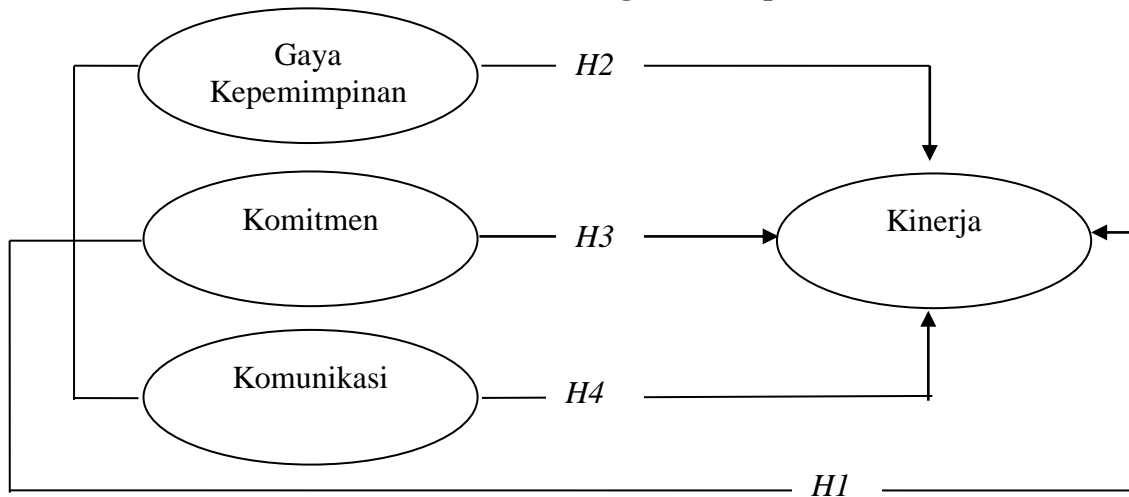 Gaya
Kepemimpinan
H2
Komitmen
H3
Kinerja
Komunikasi
H4
H1